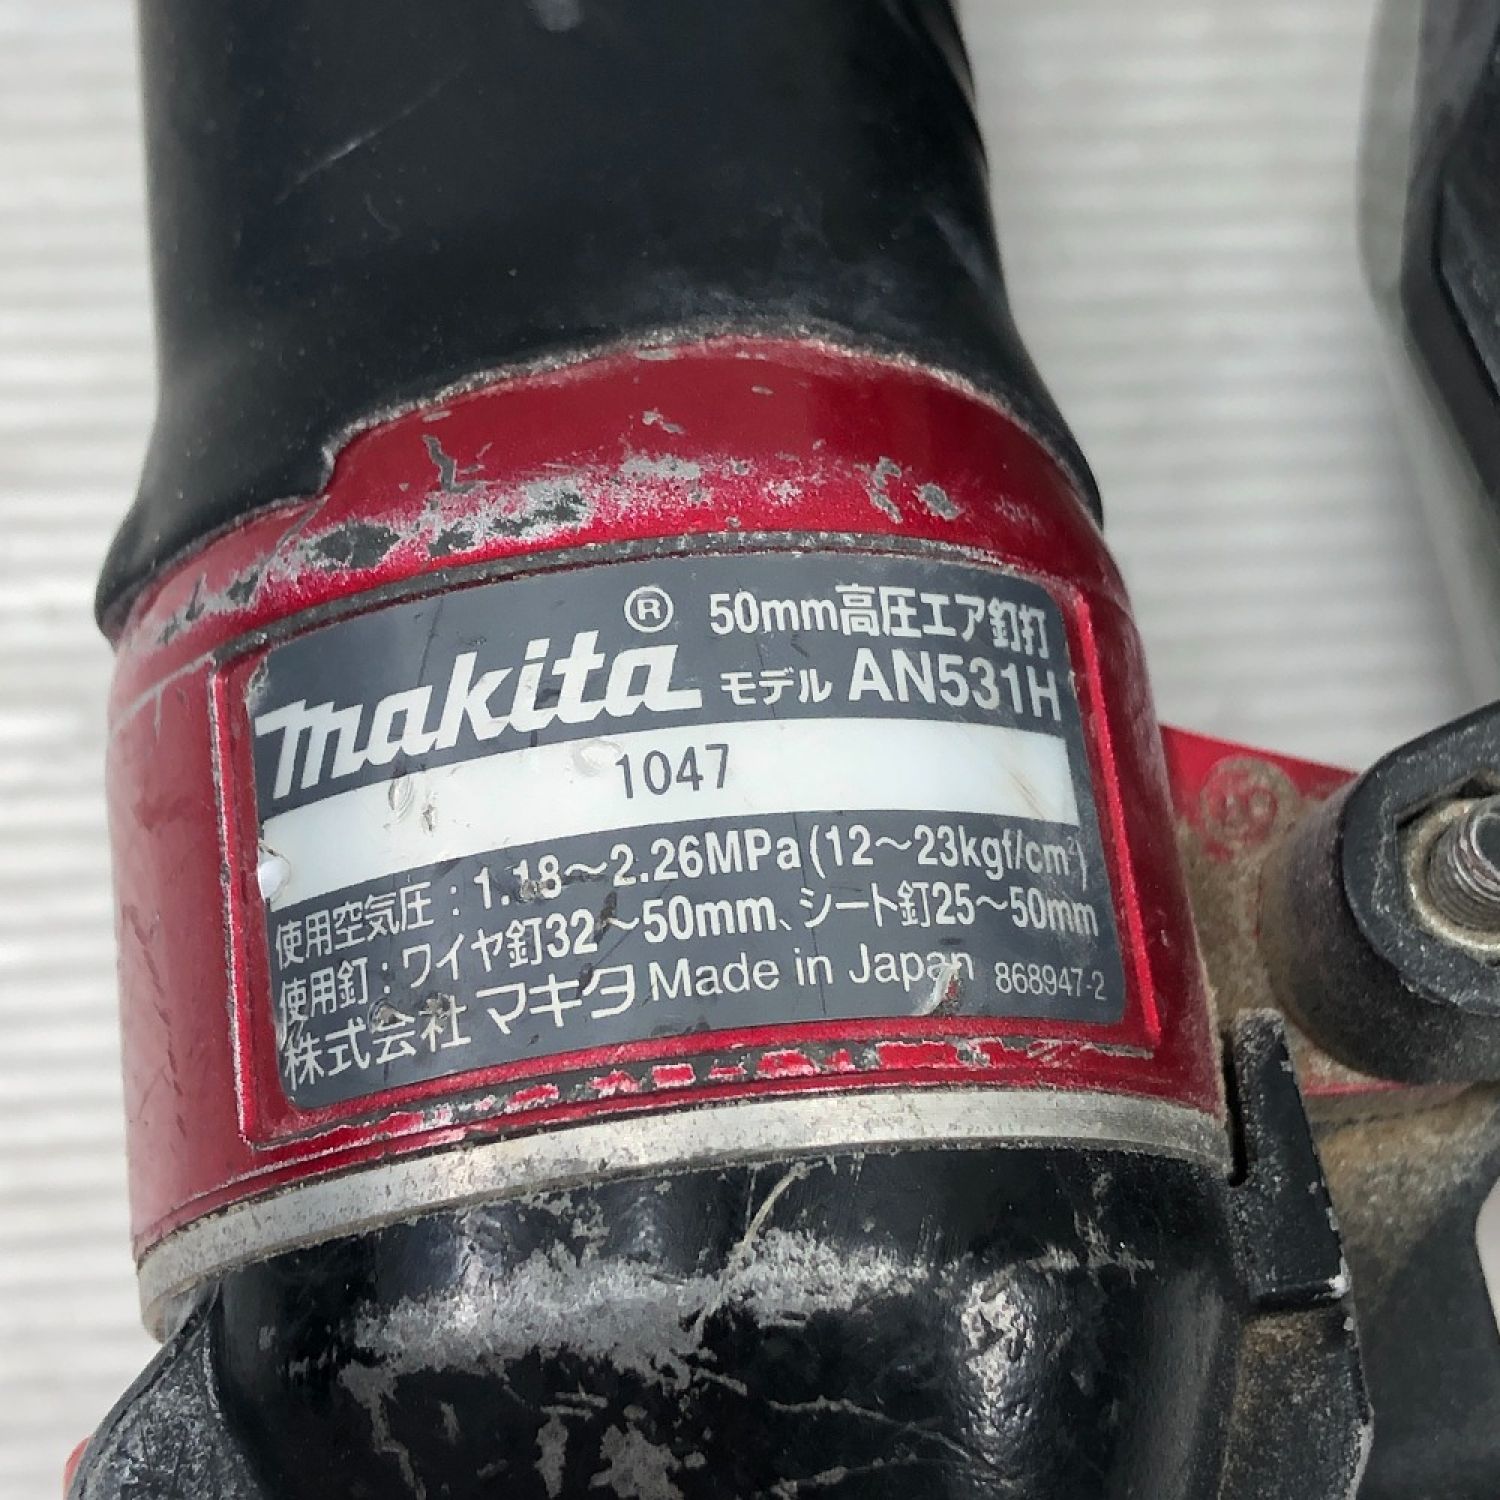 makita ® 50mm高圧エア釘打
モデル AN531H
1047
使用空気圧：1.18～2.26MPa(12～23kgf/cm²)
使用釘：ワイヤ釘32～50mm、シート釘25～50mm
株式会社 マキタ Made in Japan 868947-2